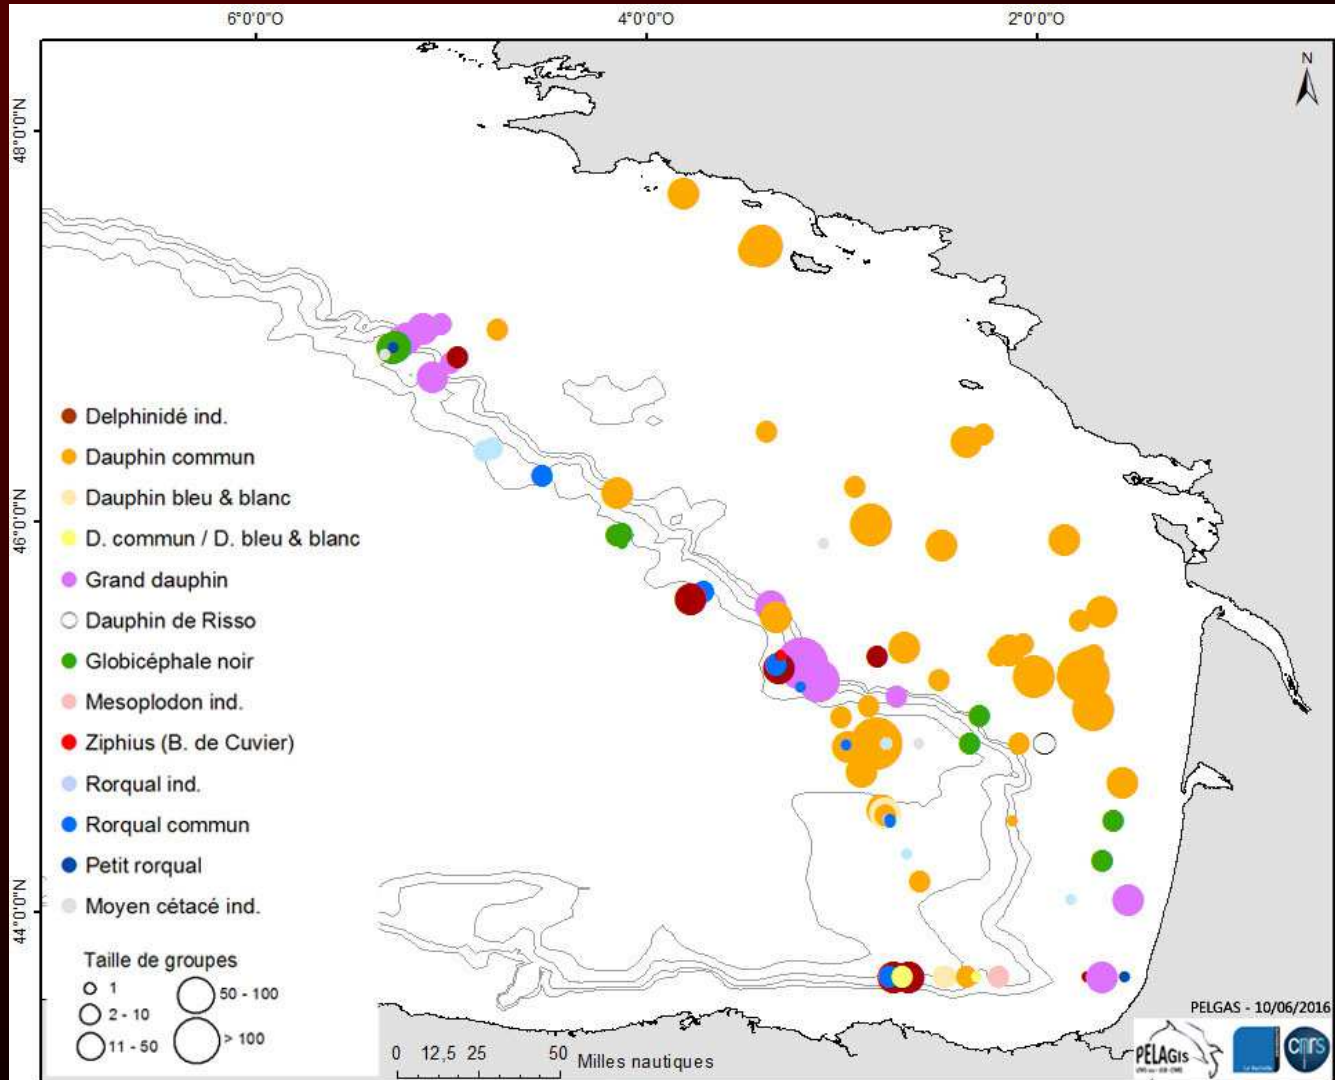 6°0'0"O 4°0'0"O 2°0'0"O
N
48°0'0"N
46°0'0"N
44°0'0"N
Delphinidé ind.
Dauphin commun
Dauphin bleu & blanc
D. commun / D. bleu & blanc
Grand dauphin
Dauphin de Risso
Globicéphale noir
Mesoplodon ind.
Ziphius (B. de Cuvier)
Rorqual ind.
Rorqual commun
Petit rorqual
Moyen cétacé ind.
Taille de groupes
1
2 - 10
11 - 50
50 - 100
> 100
0 12,5 25 50 Milles nautiques
PELGAS - 10/06/2016
PELAGIS
cnrs